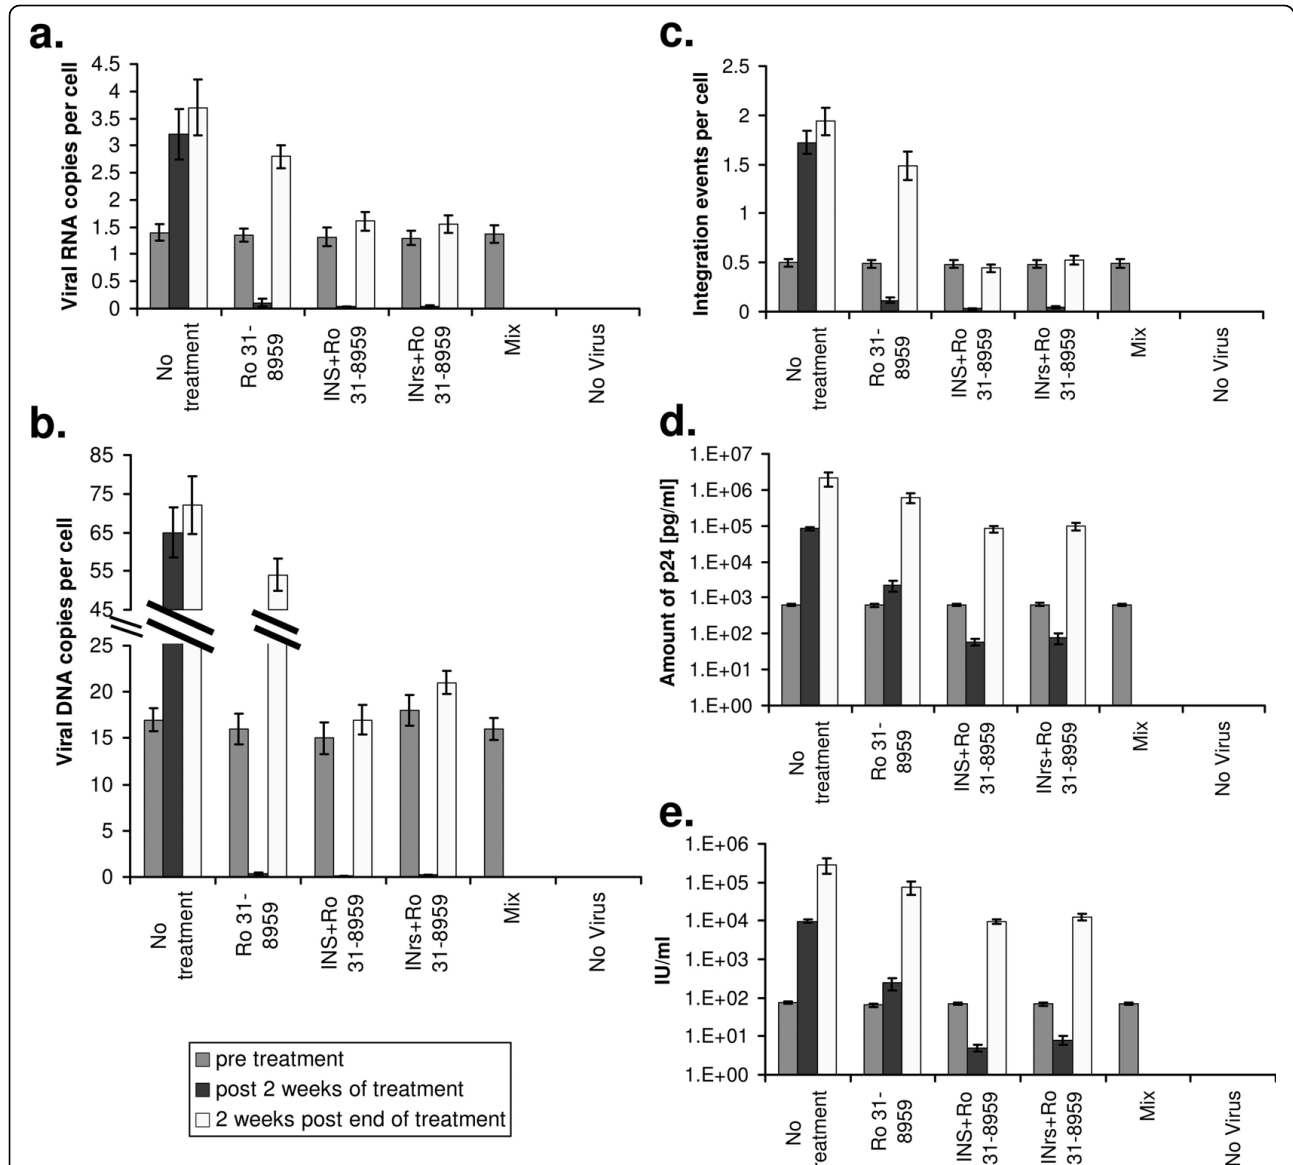 a.
Viral RNA copies per cell
4.5
4
3.5
3
2.5
2
1.5
1
0.5
0
No
treatment
Ro 31-
8959
INS+Ro
31-8959
INrs+Ro
31-8959
Mix
No Virus
b.
Viral DNA copies per cell
85
75
65
55
45
25
20
15
10
5
0
No
treatment
Ro 31-
8959
INS+Ro
31-8959
INrs+Ro
31-8959
Mix
No Virus
pre treatment
post 2 weeks of treatment
2 weeks post end of treatment
c.
Integration events per cell
2.5
2
1.5
1
0.5
0
No
treatment
Ro 31-
8959
INS+Ro
31-8959
INrs+Ro
31-8959
Mix
No Virus
d.
Amount of p24 [pg/ml]
1.E+07
1.E+06
1.E+05
1.E+04
1.E+03
1.E+02
1.E+01
1.E+00
No
treatment
Ro 31-
8959
INS+Ro
31-8959
INrs+Ro
31-8959
Mix
No Virus
e.
IU/ml
1.E+06
1.E+05
1.E+04
1.E+03
1.E+02
1.E+01
1.E+00
No
reatment
Ro 31-
8959
INS+Ro
31-8959
INrs+Ro
31-8959
Mix
No Virus